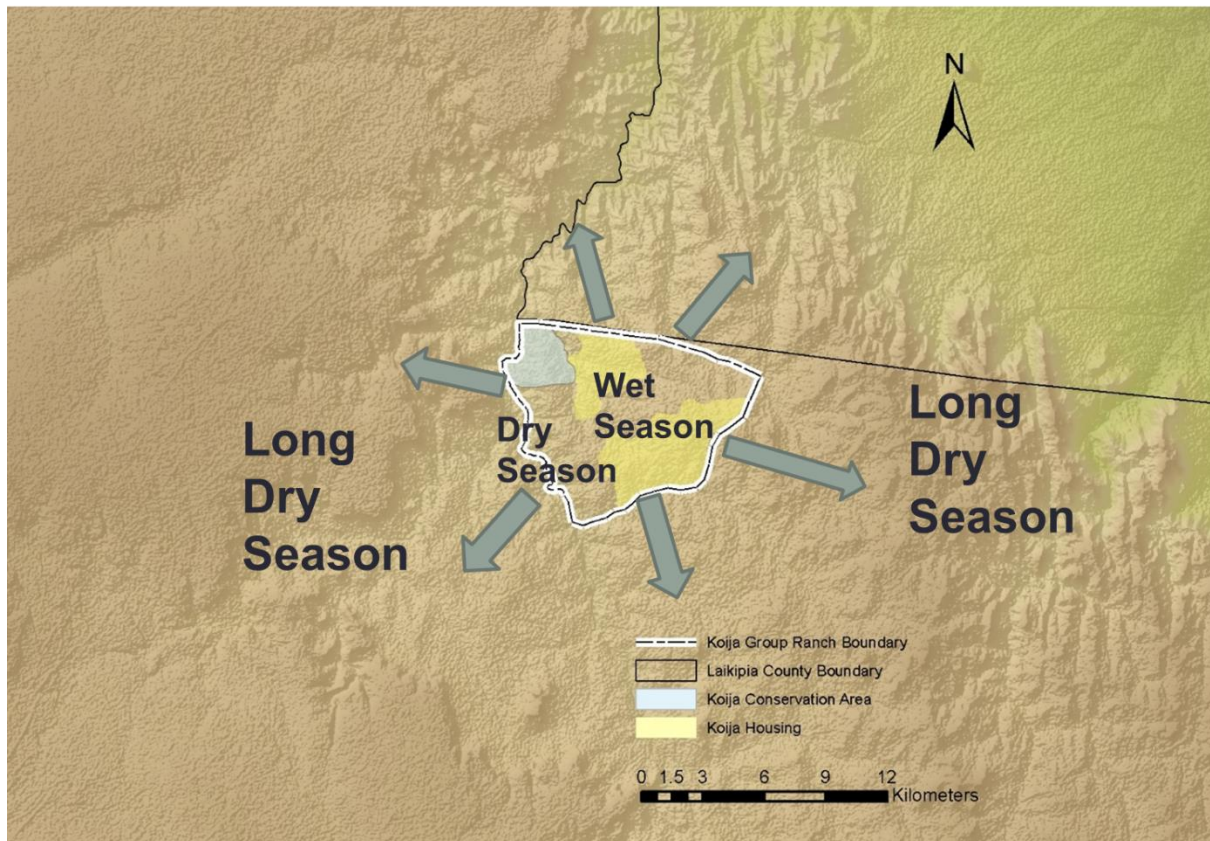 N
Wet
Season
Dry
Season
Long
Dry
Season
Long
Dry
Season
Koija Group Ranch Boundary
Laikipia County Boundary
Koija Conservation Area
Koija Housing
0 1.5 3 6 9 12
Kilometers